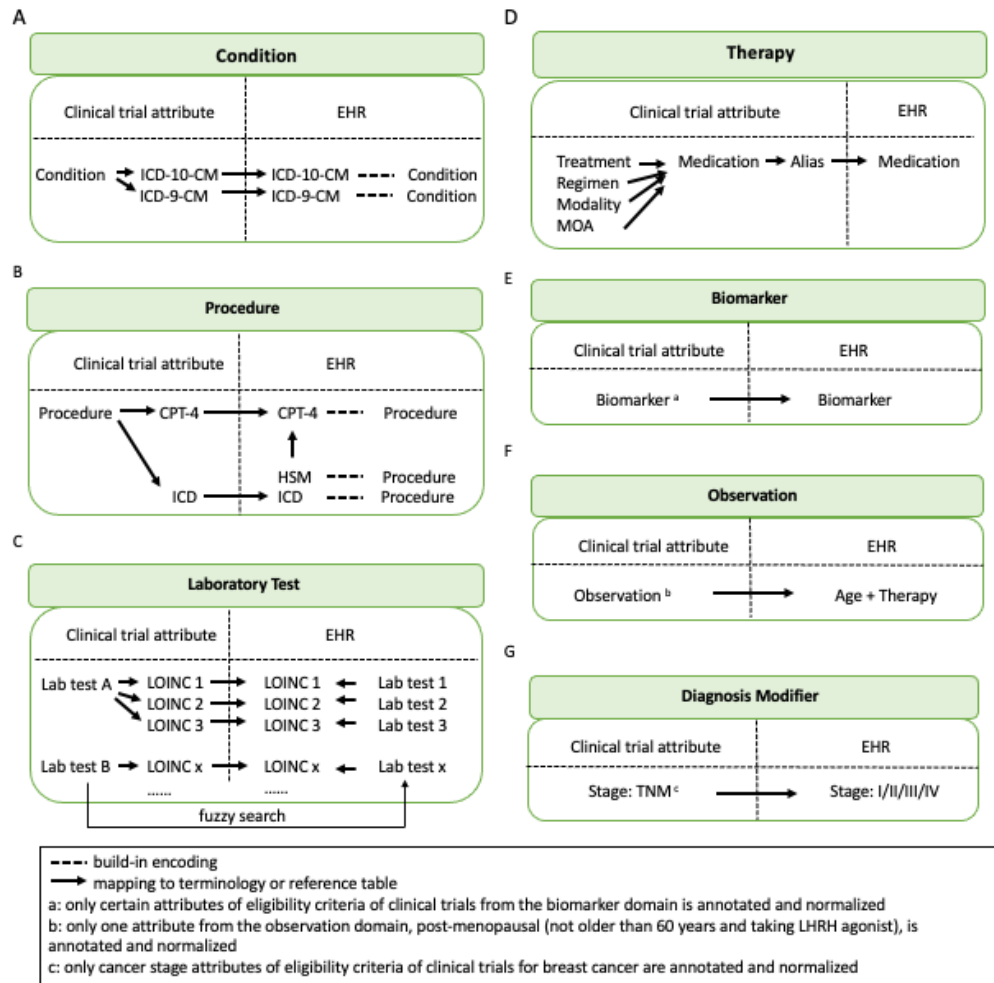 A
Condition
Clinical trial attribute EHR
Condition ICD-10-CM ICD-10-CM Condition
ICD-9-CM ICD-9-CM Condition
B
Procedure
Clinical trial attribute EHR
Procedure CPT-4 CPT-4 Procedure
HSM Procedure
ICD ICD Procedure
C
Laboratory Test
Clinical trial attribute EHR
Lab test A LOINC 1 LOINC 1 Lab test 1
LOINC 2 LOINC 2 Lab test 2
LOINC 3 LOINC 3 Lab test 3
Lab test B LOINC x LOINC x Lab test x
...... ......
fuzzy search
D
Therapy
Clinical trial attribute EHR
Treatment Medication Alias Medication
Regimen
Modality
MOA
E
Biomarker
Clinical trial attribute EHR
Biomarker a Biomarker
F
Observation
Clinical trial attribute EHR
Observation b Age + Therapy
G
Diagnosis Modifier
Clinical trial attribute EHR
Stage: TNM c Stage: I/II/III/IV
build-in encoding
mapping to terminology or reference table
a: only certain attributes of eligibility criteria of clinical trials from the biomarker domain is annotated and normalized
b: only one attribute from the observation domain, post-menopausal (not older than 60 years and taking LHRH agonist), is
annotated and normalized
c: only cancer stage attributes of eligibility criteria of clinical trials for breast cancer are annotated and normalized